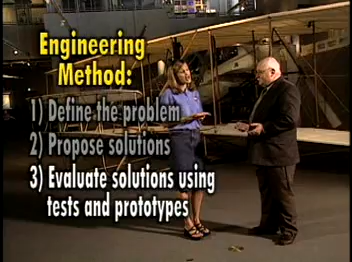 Engineering
Method:
1) Define the problem
2) Propose solutions
3) Evaluate solutions using
tests and prototypes